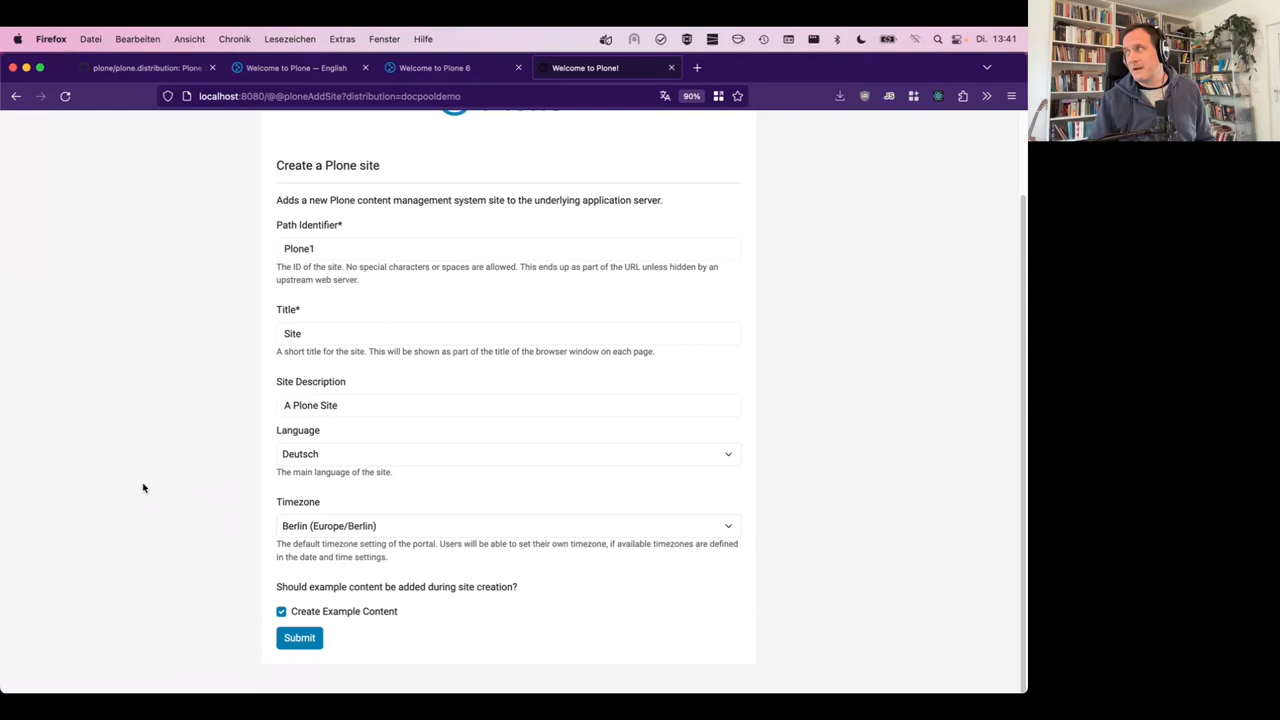 Firefox Datei Bearbeiten Ansicht Chronik Lesezeichen Extras Fenster Hilfe Di. 13:41
plone/plone.distribution: Plone Welcome to Plone — English Welcome to Plone 6 Welcome to Plone!
localhost:8080/@@ploneAddSite?distribution=docpooldemo 90%
Create a Plone site
Adds a new Plone content management system site to the underlying application server.
Path Identifier*
Plone1
The ID of the site. No special characters or spaces are allowed. This ends up as part of the URL unless hidden by an
upstream web server.
Title*
Site
A short title for the site. This will be shown as part of the title of the browser window on each page.
Site Description
A Plone Site
Language
Deutsch
The main language of the site.
Timezone
Berlin (Europe/Berlin)
The default timezone setting of the portal. Users will be able to set their own timezone, if available timezones are defined
in the date and time settings.
Should example content be added during site creation?
Create Example Content
Submit